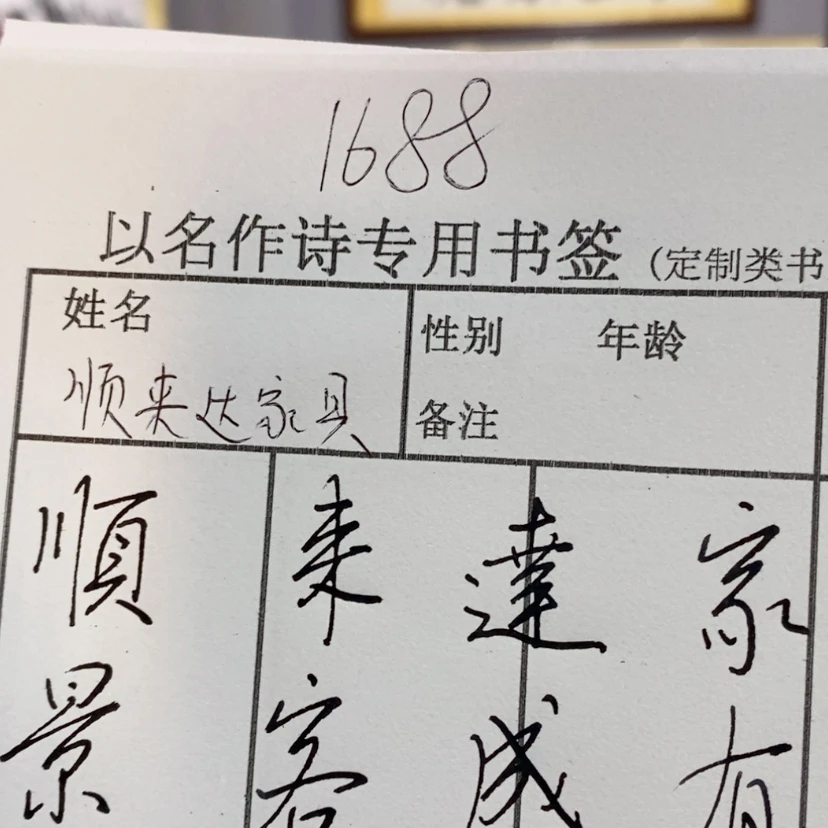 1688
以名作诗专用书签（定制类书
姓名
性别 年龄
顺来达家具
备注
順来達家
景客成有